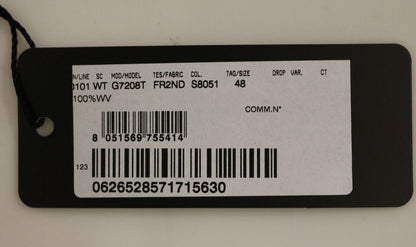 N/LINE SC MOD/MODEL TES/FABRIC COL. TAG/SIZE DROP VAR. CT
0101 WT G7208T FR2ND S8051 48
100%WV
COMM.N°
8 051569 755414
123
0626528571715630